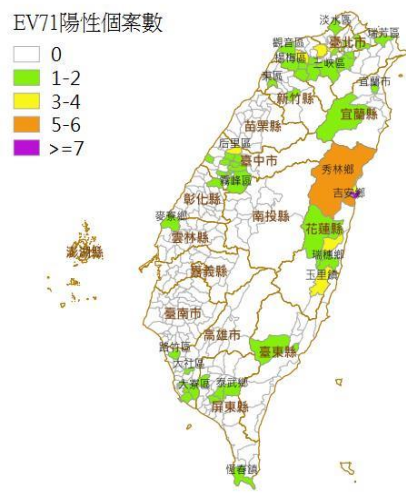 EV71陽性個案數
0
1-2
3-4
5-6
>=7
淡水區
觀音區
臺北市
瑞芳區
楊梅區
三峽區
東區
新竹縣
宜蘭市
宜蘭縣
苗栗縣
后里區
臺中市
霧峰區
秀林鄉
吉安鄉
彰化縣
南投縣
麥寮鄉
雲林縣
花蓮縣
瑞穗鄉
澎湖縣
嘉義縣
玉里鎮
臺南市
高雄市
路竹區
大社區
臺東縣
大寮區
泰武鄉
屏東縣
恆春鎮